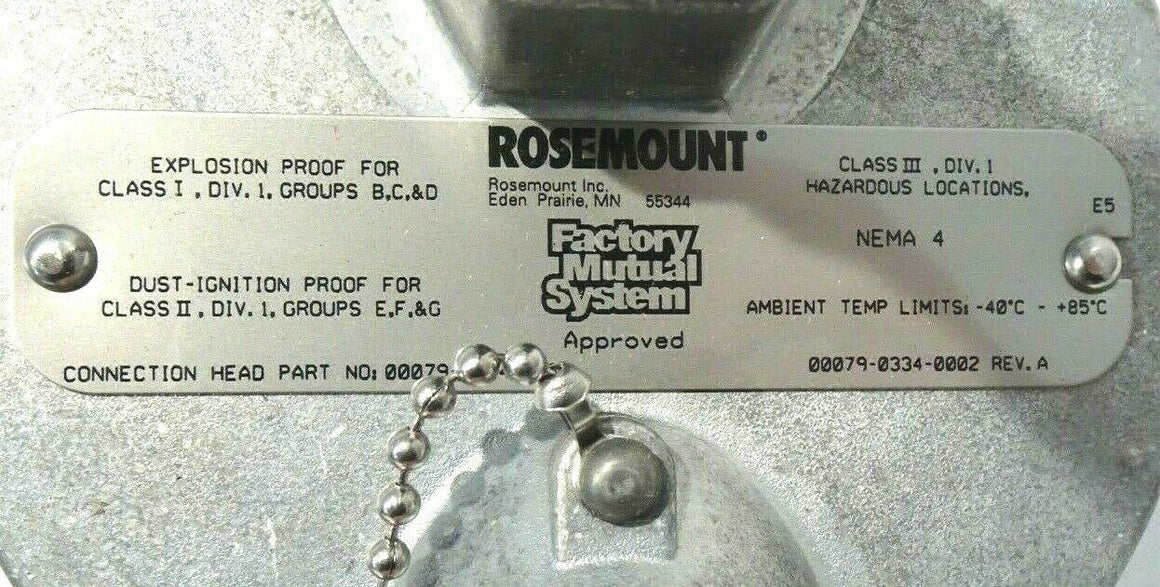 ROSEMOUNT®
Rosemount Inc.
Eden Prairie, MN 55344
Factory
Mutual
System
Approved
EXPLOSION PROOF FOR
CLASS I, DIV. 1, GROUPS B,C,&D
DUST-IGNITION PROOF FOR
CLASS II, DIV. 1, GROUPS E,F,&G
CONNECTION HEAD PART NO: 00079
CLASS III, DIV. 1
HAZARDOUS LOCATIONS,
E5
NEMA 4
AMBIENT TEMP LIMITS: -40°C - +85°C
00079-0334-0002 REV. A